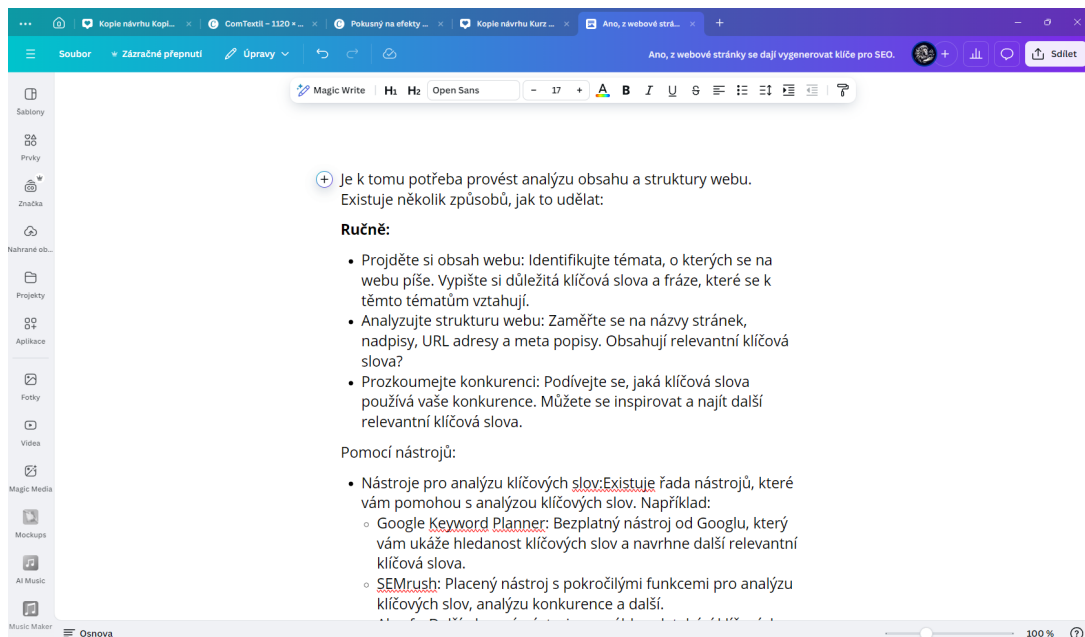 Kopie návrhu Kopi... × ComTextil – 1120 × ... × Pokusný na efekty ... × Kopie návrhu Kurz ... × Ano, z webové strá... × +
Soubor Zázračné přepnutí Úpravy Ano, z webové stránky se dají vygenerovat klíče pro SEO. + Sdílet
Magic Write H1 H2 Open Sans – 17 + A B I U S
Šablony
Prvky
Značka
Nahrané ob...
Projekty
Aplikace
Fotky
Videa
Magic Media
Mockups
AI Music
Music Maker
Je k tomu potřeba provést analýzu obsahu a struktury webu.
Existuje několik způsobů, jak to udělat:
Ručně:
• Projděte si obsah webu: Identifikujte témata, o kterých se na
webu píše. Vypište si důležitá klíčová slova a fráze, které se k
těmto tématům vztahují.
• Analyzujte strukturu webu: Zaměřte se na názvy stránek,
nadpisy, URL adresy a meta popisy. Obsahují relevantní klíčová
slova?
• Prozkoumejte konkurenci: Podívejte se, jaká klíčová slova
používá vaše konkurence. Můžete se inspirovat a najít další
relevantní klíčová slova.
Pomocí nástrojů:
• Nástroje pro analýzu klíčových slov:Existuje řada nástrojů, které
vám pomohou s analýzou klíčových slov. Například:
◦ Google Keyword Planner: Bezplatný nástroj od Googlu, který
vám ukáže hledanost klíčových slov a navrhne další relevantní
klíčová slova.
◦ SEMrush: Placený nástroj s pokročilými funkcemi pro analýzu
klíčových slov, analýzu konkurence a další.
Osnova 100 %